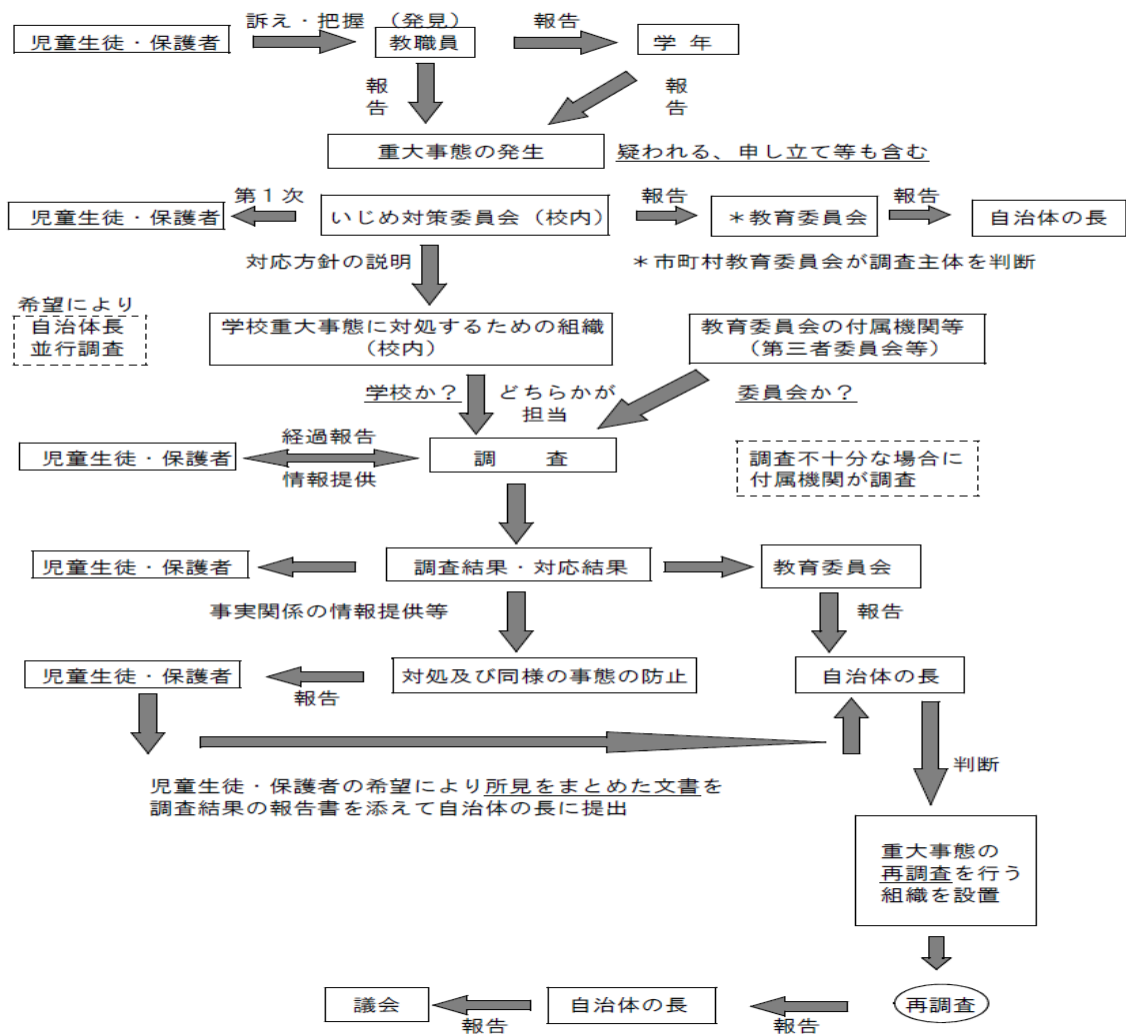 訴え・把握 （発見）
報告
児童生徒・保護者
教職員
学 年
報告
報告
重大事態の発生
疑われる、申し立て等も含む
第１次
報告
報告
児童生徒・保護者
いじめ対策委員会（校内）
＊教育委員会
自治体の長
対応方針の説明
＊市町村教育委員会が調査主体を判断
希望により
自治体長
並行調査
学校重大事態に対処するための組織
（校内）
教育委員会の付属機関等
（第三者委員会等）
学校か？
どちらかが
担当
委員会か？
経過報告
児童生徒・保護者
調　　査
情報提供
調査不十分な場合に
付属機関が調査
児童生徒・保護者
調査結果・対応結果
教育委員会
事実関係の情報提供等
報告
児童生徒・保護者
対処及び同様の事態の防止
自治体の長
報告
判断
児童生徒・保護者の希望により所見をまとめた文書を
調査結果の報告書を添えて自治体の長に提出
重大事態の
再調査を行う
組織を設置
議会
自治体の長
再調査
報告
報告